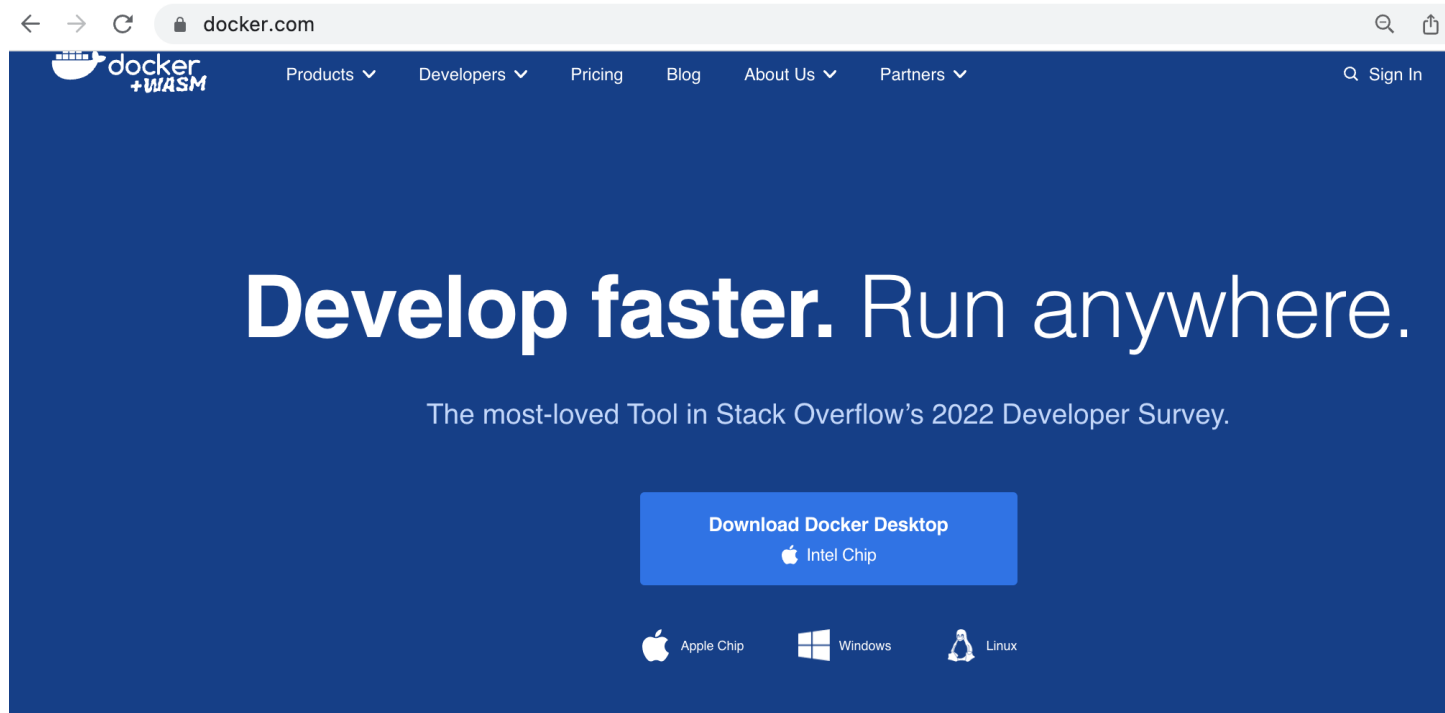 docker.com
docker
+WASM
Products Developers Pricing Blog About Us Partners Sign In
Develop faster. Run anywhere.
The most-loved Tool in Stack Overflow’s 2022 Developer Survey.
Download Docker Desktop
Intel Chip
Apple Chip Windows Linux